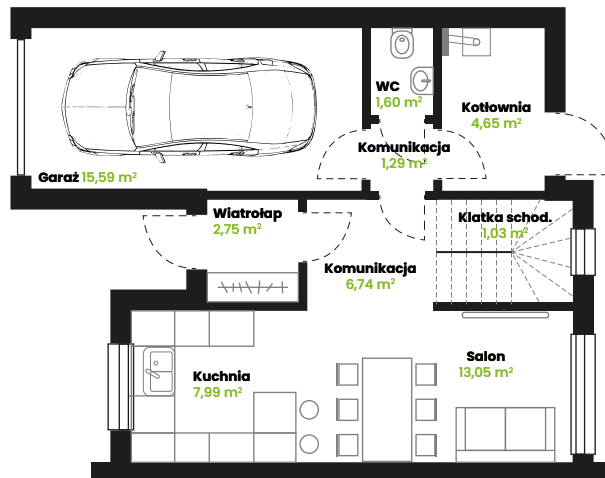 WC
1,60 m²
Kotłownia
4,65 m²
Komunikacja
1,29 m²
Garaż 15,59 m²
Wiatrołap
2,75 m²
Klatka schod.
1,03 m²
Komunikacja
6,74 m²
Kuchnia
7,99 m²
Salon
13,05 m²